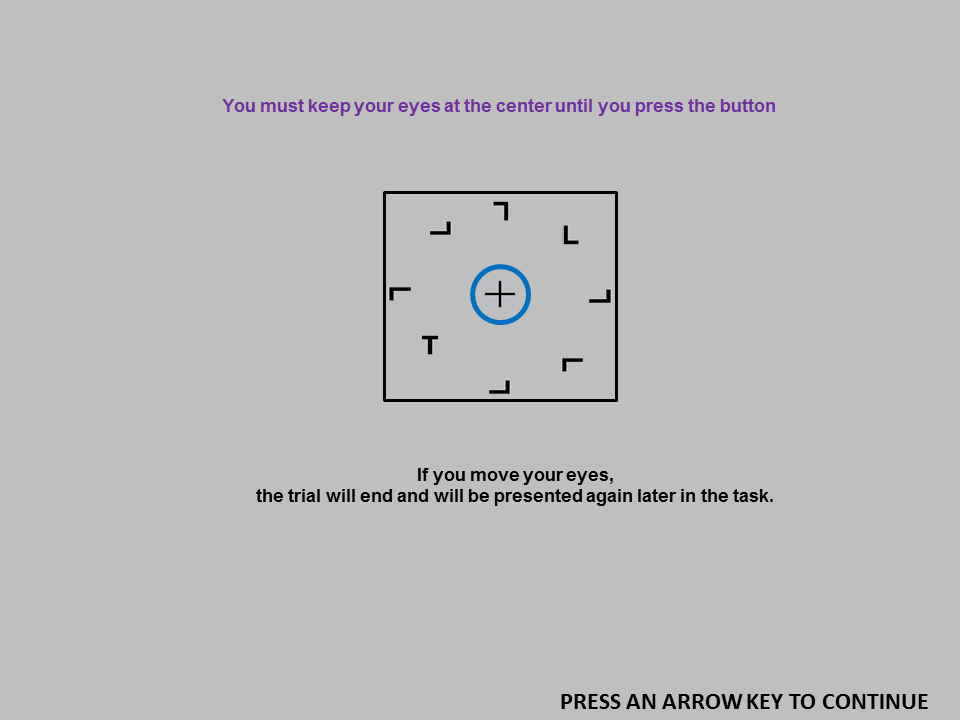 You must keep your eyes at the center until you press the button
L
T
If you move your eyes,
the trial will end and will be presented again later in the task.
PRESS AN ARROW KEY TO CONTINUE